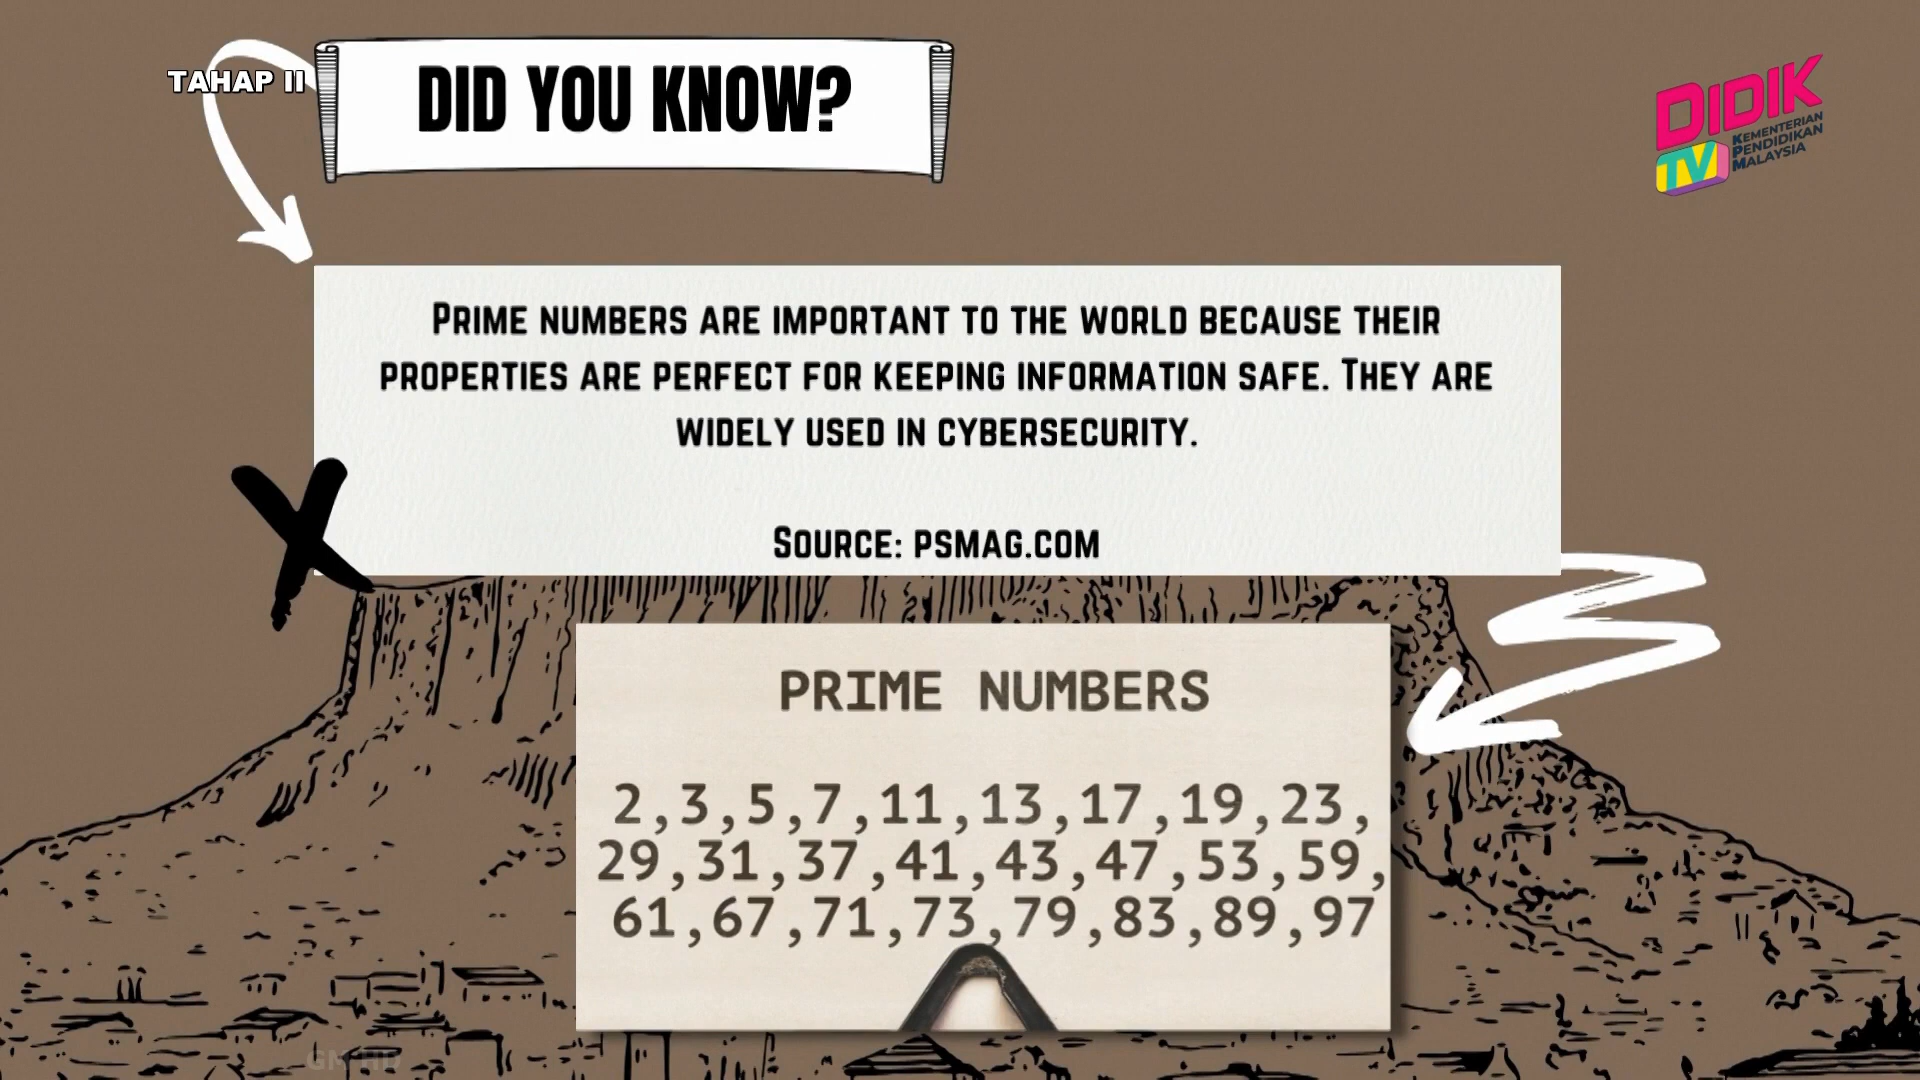 TAHAP II
DID YOU KNOW?
DIDIK
TV
KEMENTERIAN
PENDIDIKAN
MALAYSIA
PRIME NUMBERS ARE IMPORTANT TO THE WORLD BECAUSE THEIR
PROPERTIES ARE PERFECT FOR KEEPING INFORMATION SAFE. THEY ARE
WIDELY USED IN CYBERSECURITY.
SOURCE: PSMAG.COM
PRIME NUMBERS
2,3,5,7,11,13,17,19,23,
29,31,37,41,43,47,53,59,
61,67,71,73,79,83,89,97